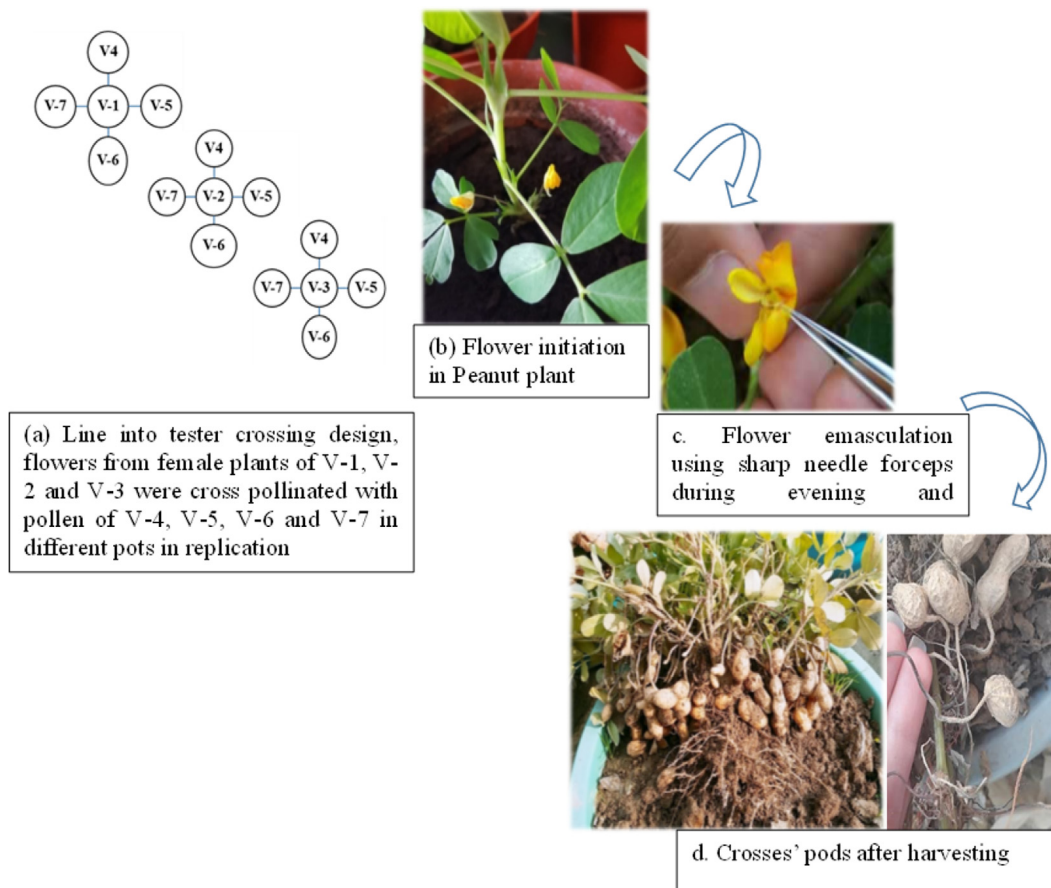 V4
V-7 V-1 V-5
V-6
V4
V-7 V-2 V-5
V-6
V4
V-7 V-3 V-5
V-6
(a) Line into tester crossing design,
flowers from female plants of V-1, V-
2 and V-3 were cross pollinated with
pollen of V-4, V-5, V-6 and V-7 in
different pots in replication
(b) Flower initiation
in Peanut plant
c. Flower emasculation
using sharp needle forceps
during evening and
d. Crosses’ pods after harvesting